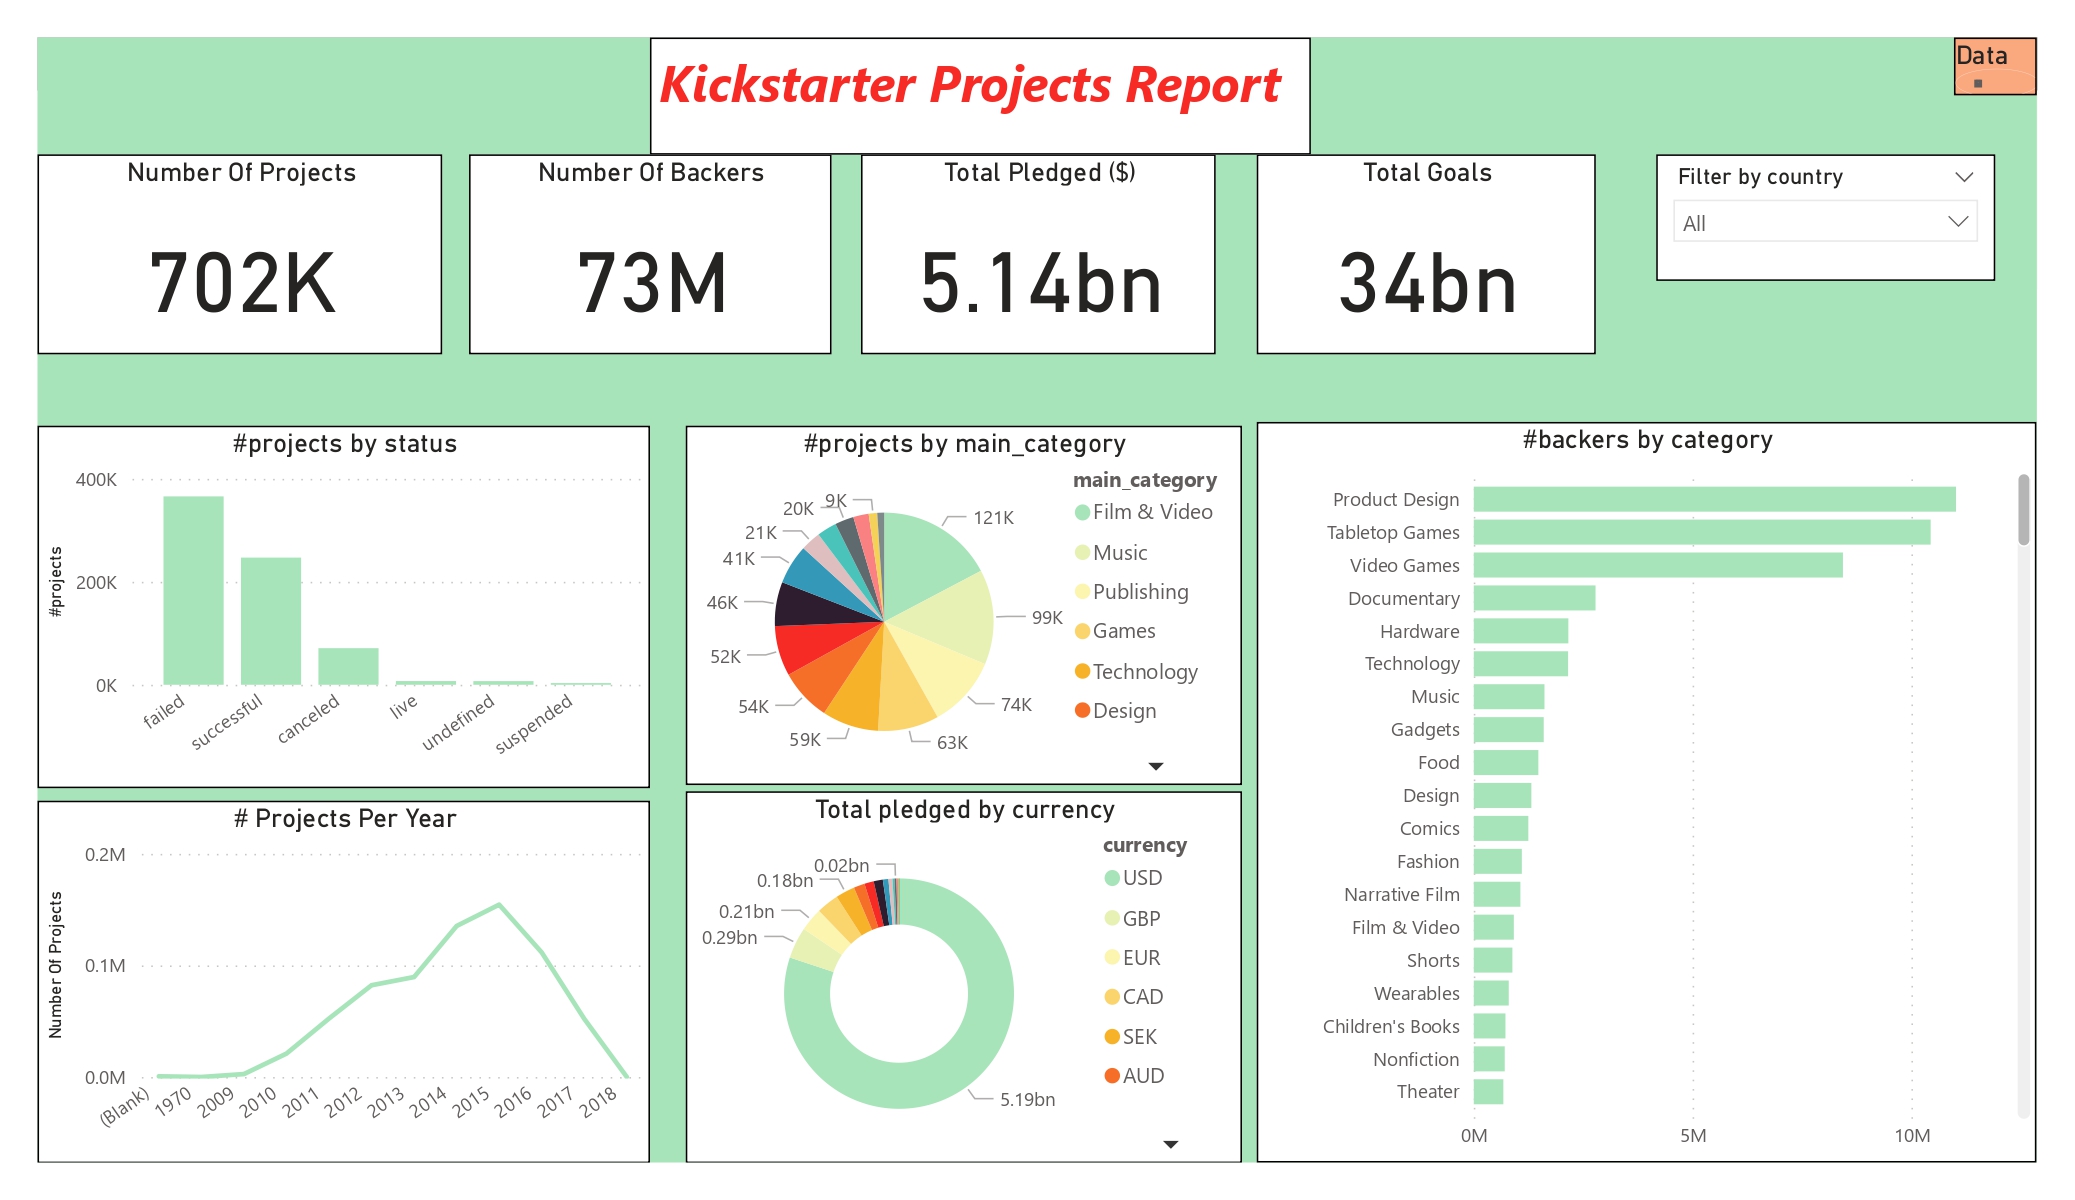 Kickstarter Projects Report
Data
Number Of Projects
702K
Number Of Backers
73M
Total Pledged ($)
5.14bn
Total Goals
34bn
Filter by country
All
#projects by status
#projects
400K
200K
0K
failed
successful
canceled
live
undefined
suspended
#projects by main_category
121K
99K
74K
63K
59K
54K
52K
46K
41K
21K
20K
9K
main_category
Film & Video
Music
Publishing
Games
Technology
Design
#backers by category
Product Design
Tabletop Games
Video Games
Documentary
Hardware
Technology
Music
Gadgets
Food
Design
Comics
Fashion
Narrative Film
Film & Video
Shorts
Wearables
Children's Books
Nonfiction
Theater
0M
5M
10M
# Projects Per Year
Number Of Projects
0.2M
0.1M
0.0M
(Blank)
1970
2009
2010
2011
2012
2013
2014
2015
2016
2017
2018
Total pledged by currency
0.02bn
0.18bn
0.21bn
0.29bn
5.19bn
currency
USD
GBP
EUR
CAD
SEK
AUD